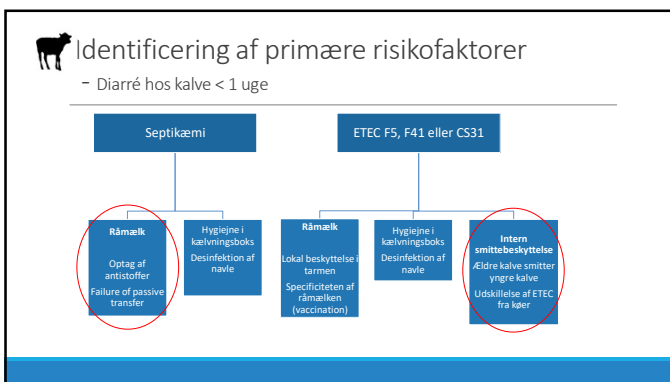 Identificering af primære risikofaktorer
- Diarré hos kalve < 1 uge
Septikæmi
ETEC F5, F41 eller CS31
Råmælk
Optag af
antistoffer
Failure of passive
transfer
Hygiejne i
kælvningsboks
Desinfektion af
navle
Råmælk
Lokal beskyttelse i
tarmen
Specificiteten af
råmælken
(vaccination)
Hygiejne i
kælvningsboks
Desinfektion af
navle
Intern
smittebeskyttelse
Ældre kalve smitter
yngre kalve
Udskillelse af ETEC
fra køer